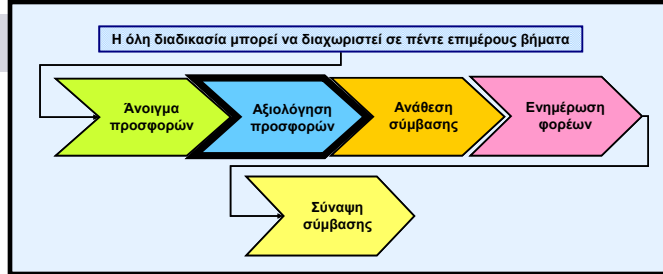 Η όλη διαδικασία μπορεί να διαχωριστεί σε πέντε επιμέρους βήματα
Άνοιγμα
προσφορών
Αξιολόγηση
προσφορών
Ανάθεση
σύμβασης
Ενημέρωση
φορέων
Σύναψη
σύμβασης